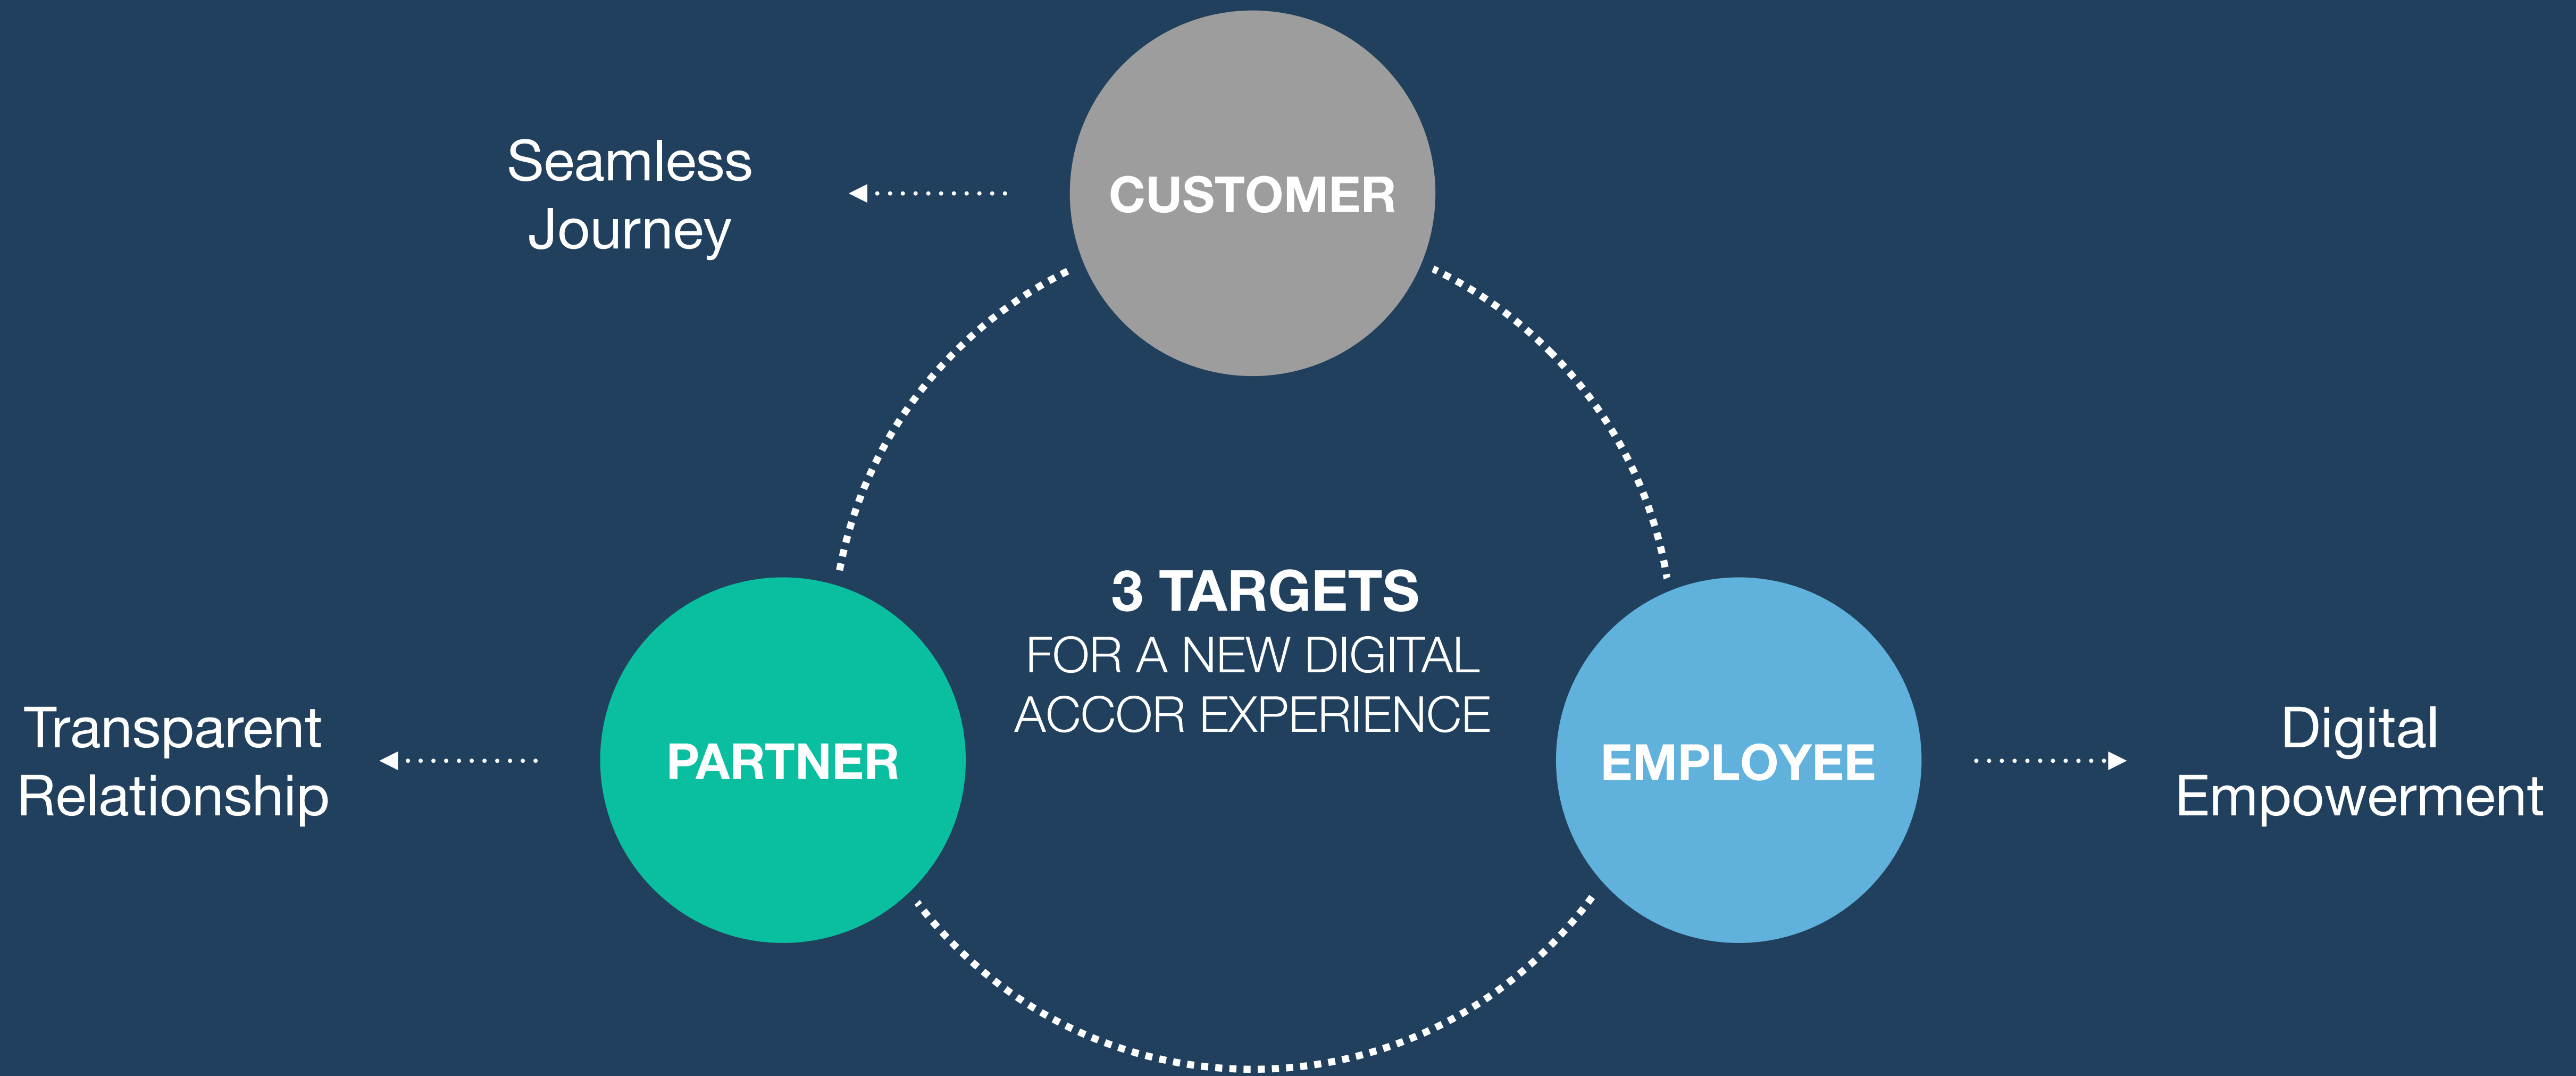 Seamless
Journey
CUSTOMER
3 TARGETS
FOR A NEW DIGITAL
ACCOR EXPERIENCE
Transparent
Relationship
PARTNER
EMPLOYEE
Digital
Empowerment